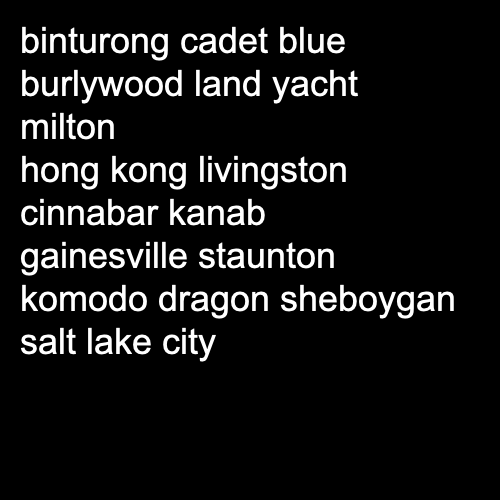 binturong cadet blue
burlywood land yacht
milton
hong kong livingston
cinnabar kanab
gainesville staunton
komodo dragon sheboygan
salt lake city